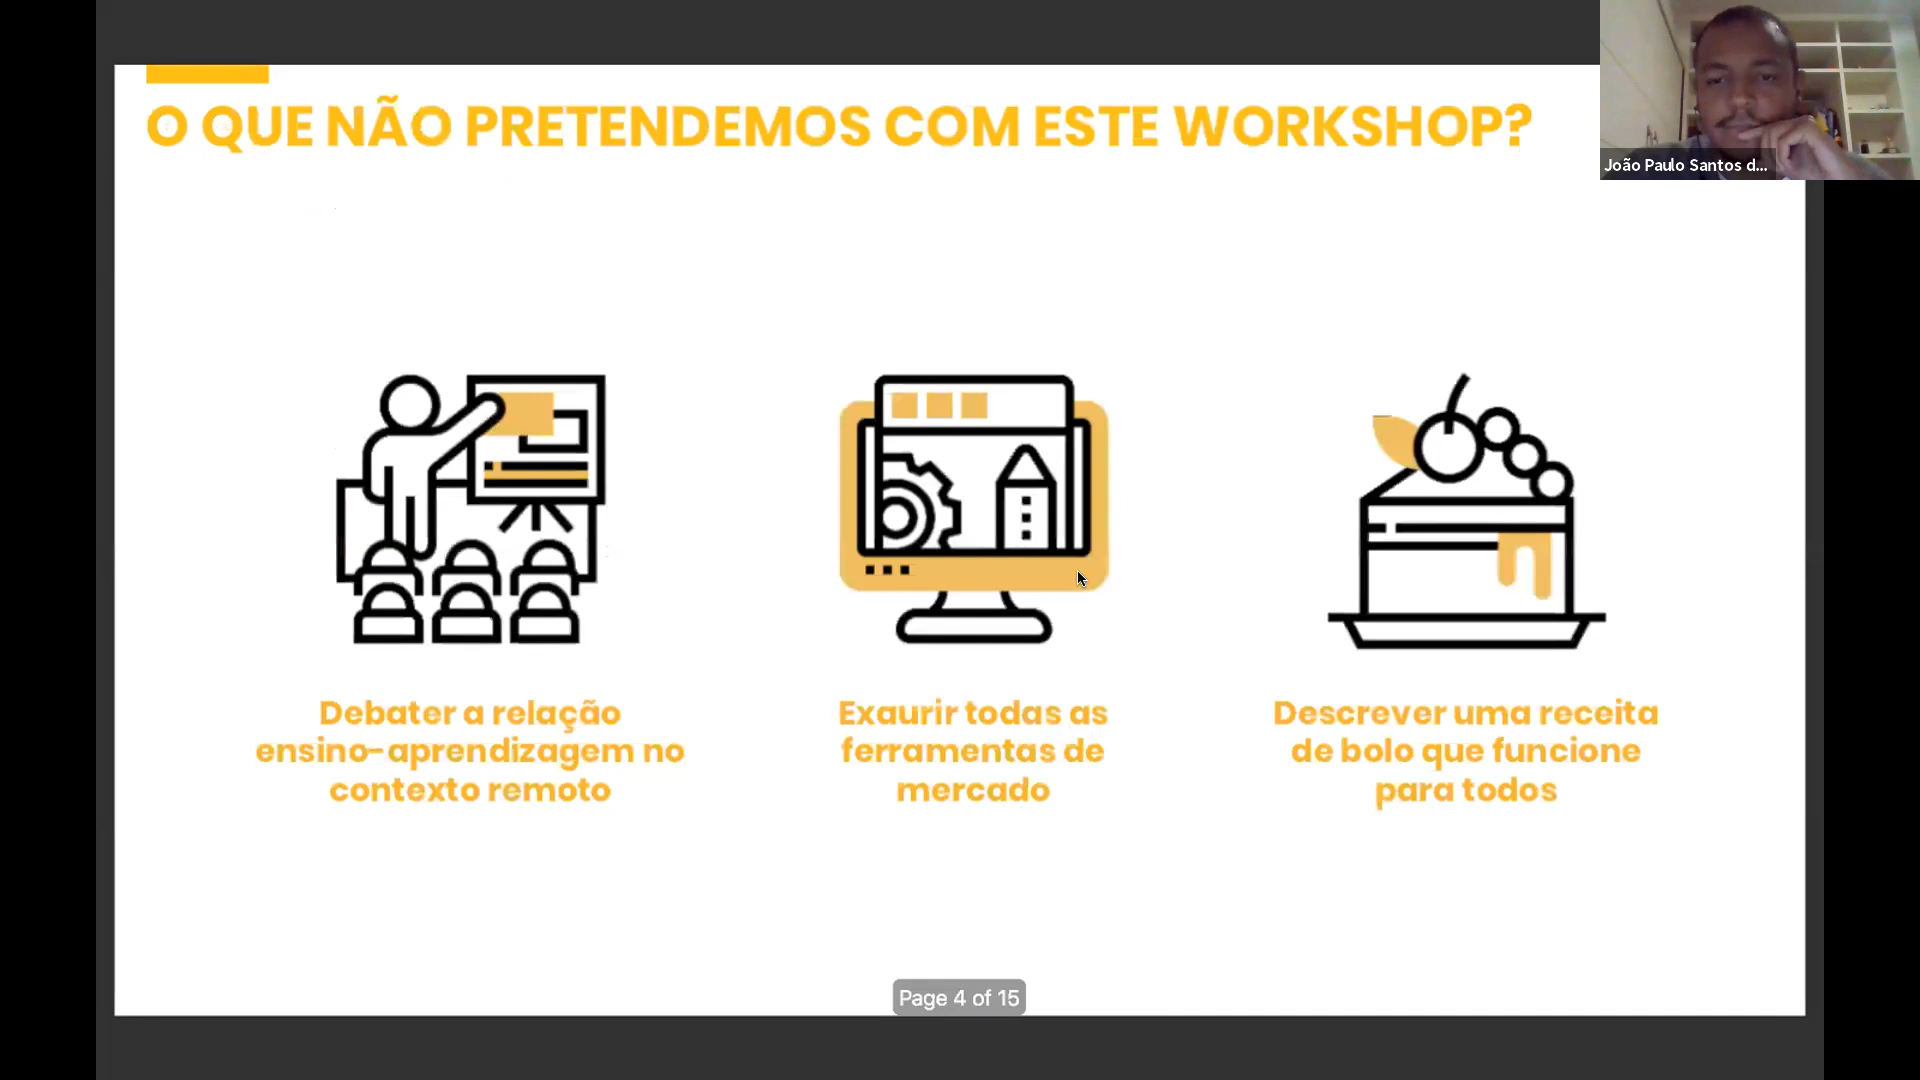 O QUE NÃO PRETENDEMOS COM ESTE WORKSHOP?
João Paulo Santos d...
Debater a relação
ensino-aprendizagem no
contexto remoto
Exaurir todas as
ferramentas de
mercado
Descrever uma receita
de bolo que funcione
para todos
Page 4 of 15